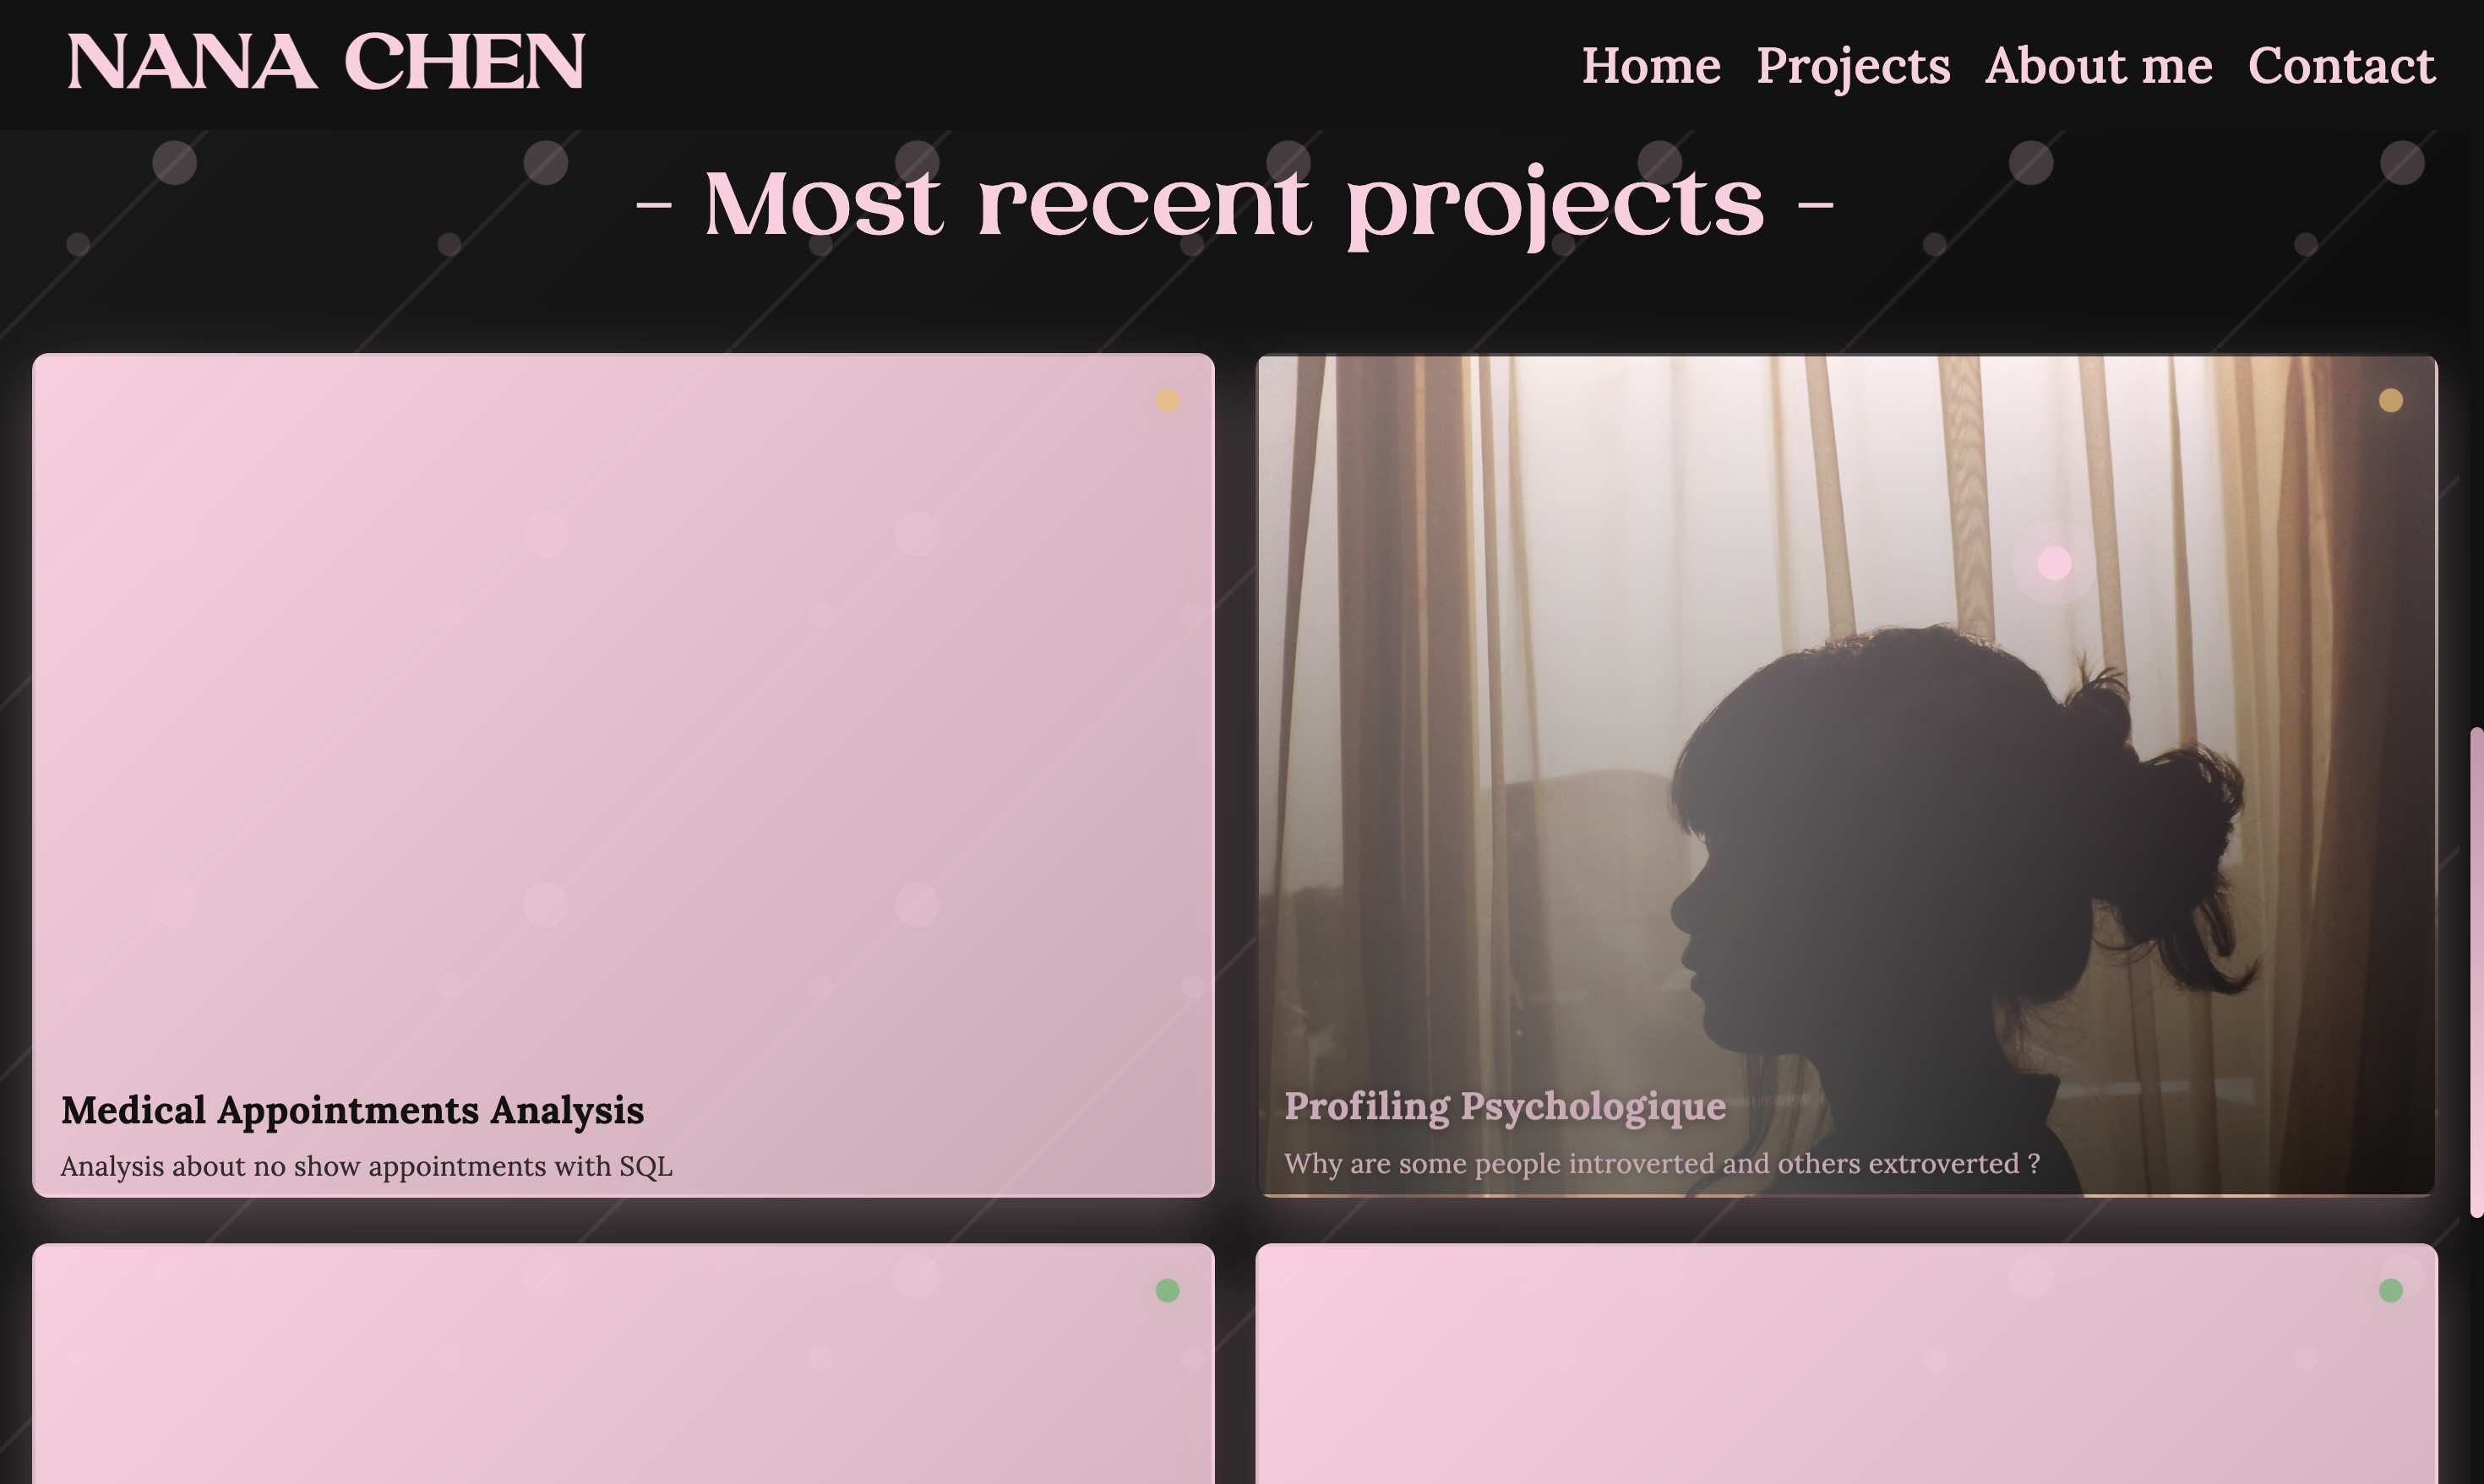 NANA CHEN
Home Projects About me Contact
- Most recent projects -
Medical Appointments Analysis
Analysis about no show appointments with SQL
Profiling Psychologique
Why are some people introverted and others extroverted ?